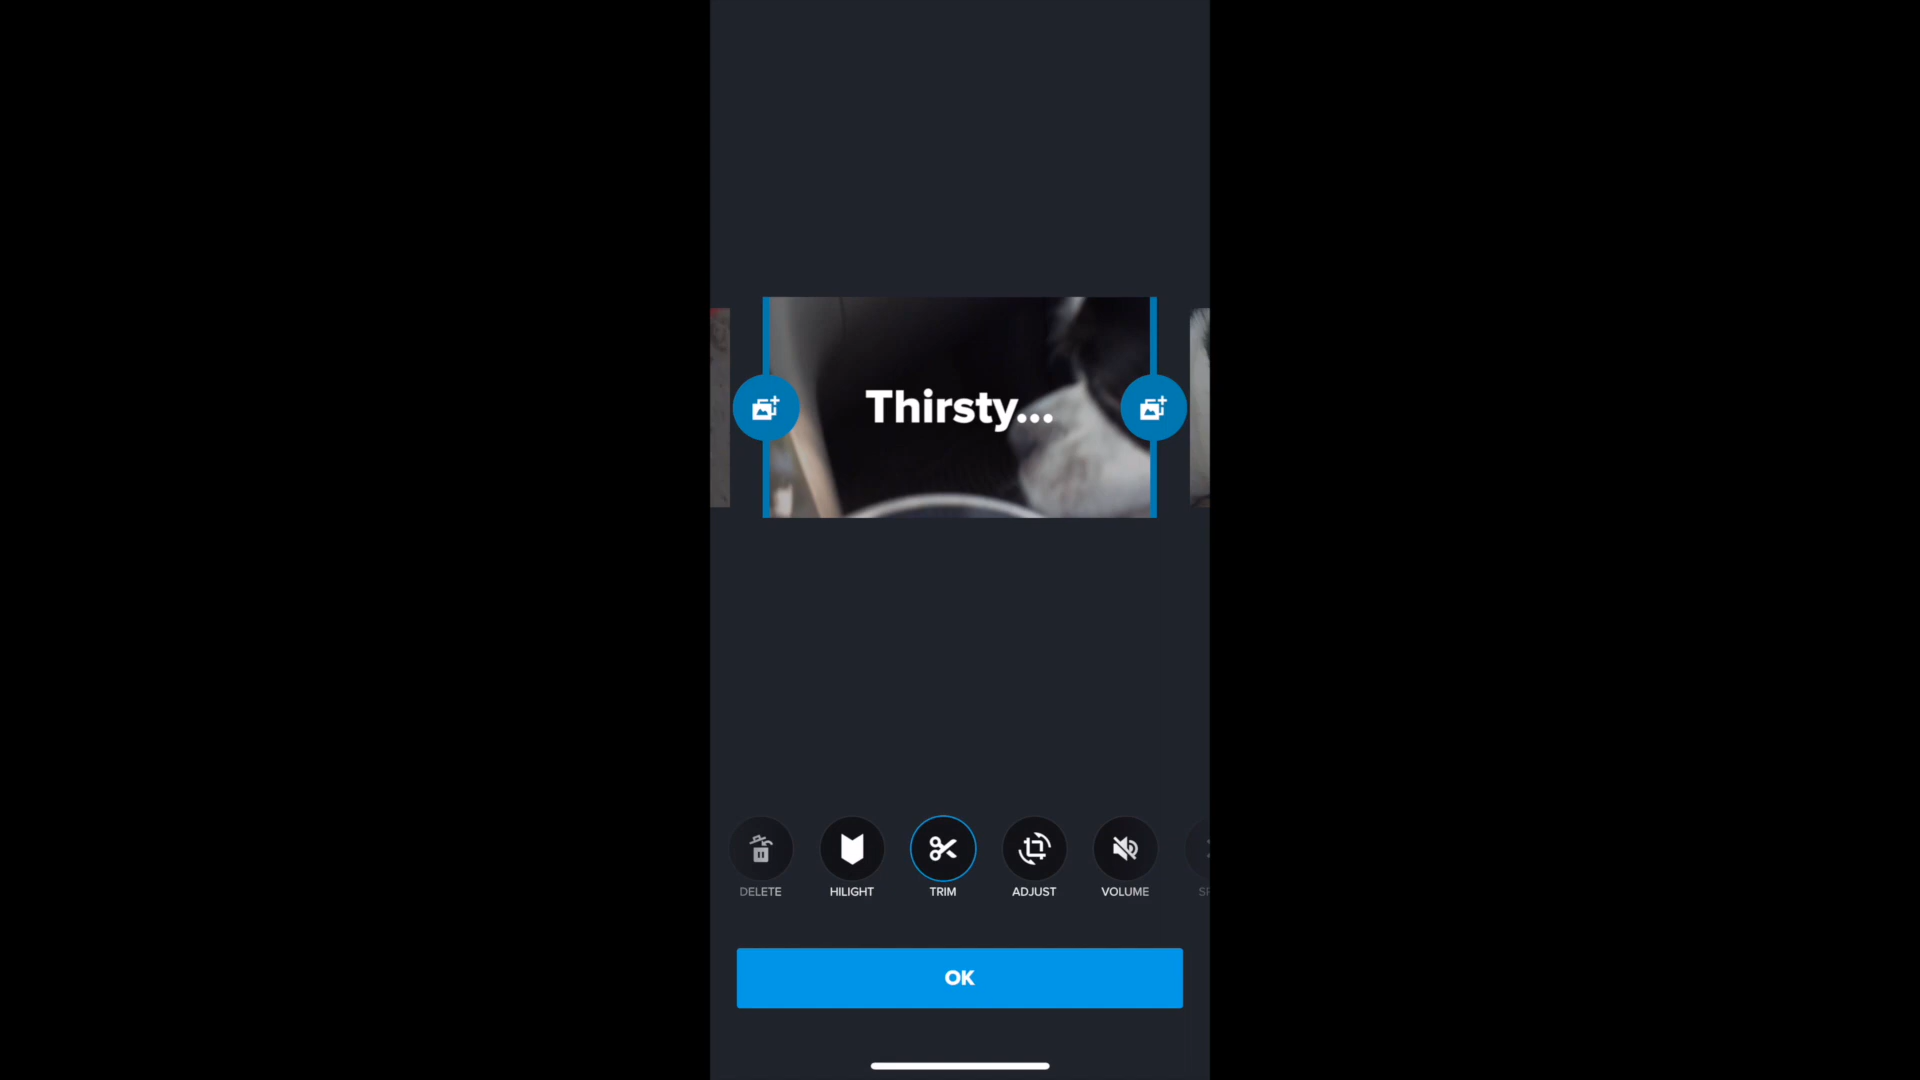 Thirsty...
DELETE
HILIGHT
TRIM
ADJUST
VOLUME
OK